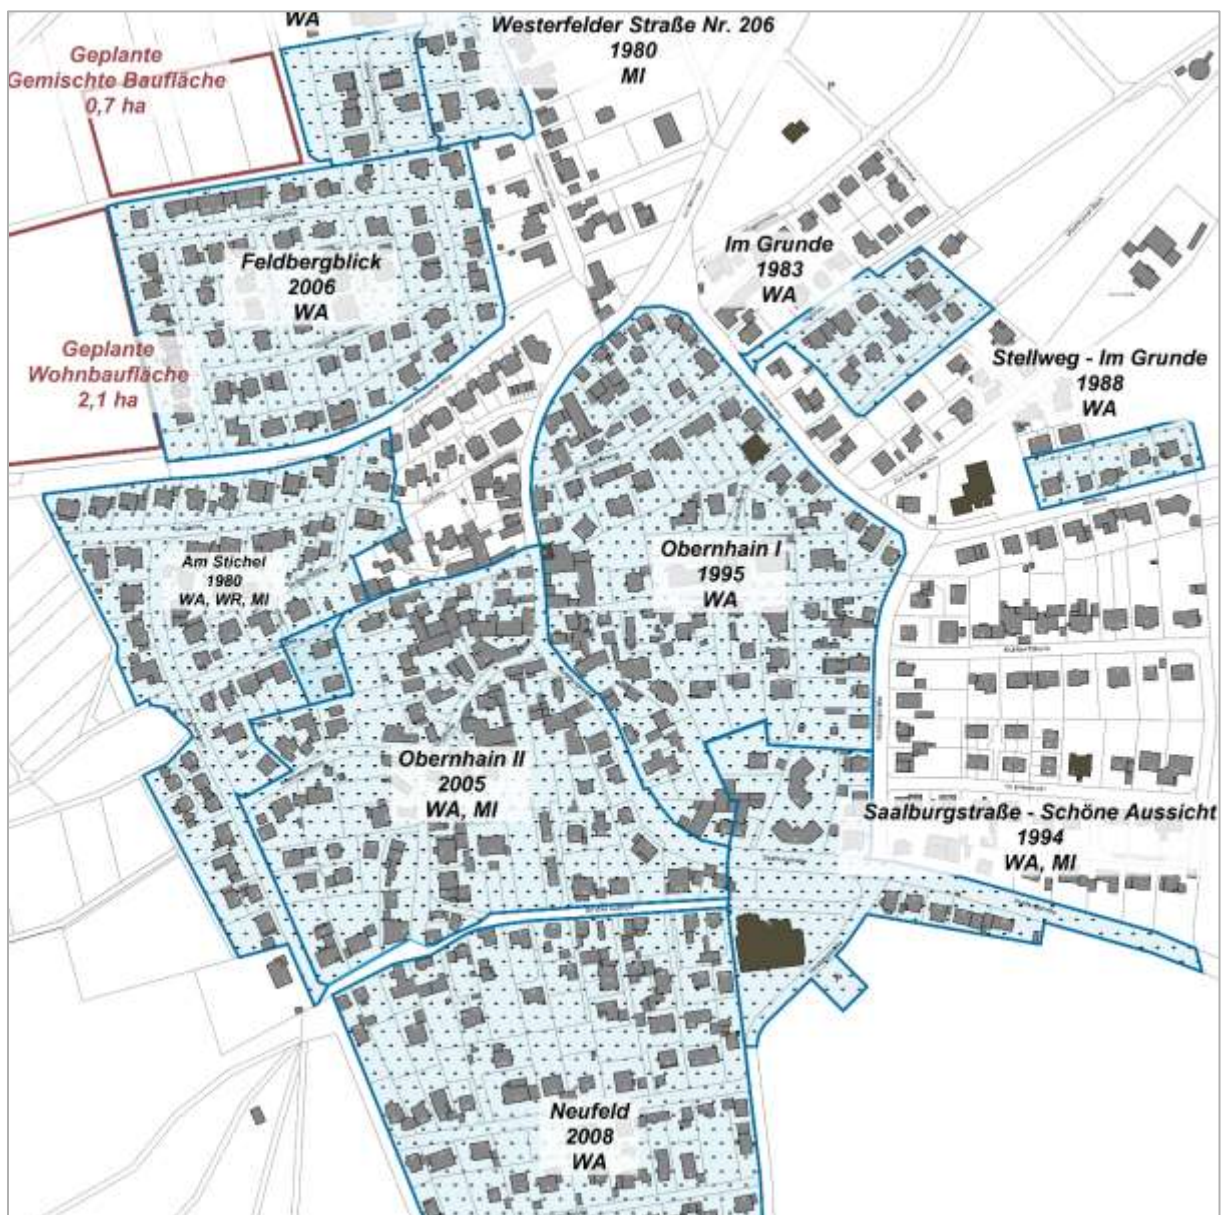 WA
Westerfelder Straße Nr. 206
1980
MI
Geplante
Gemischte Baufläche
0,7 ha
Im Grunde
1983
WA
Feldbergblick
2006
WA
Geplante
Wohnbaufläche
2,1 ha
Stellweg - Im Grunde
1988
WA
Am Stichel
1980
WA, WR, MI
Obernhain I
1995
WA
Obernhain II
2005
WA, MI
Saalburgstraße - Schöne Aussicht
1994
WA, MI
Neufeld
2008
WA